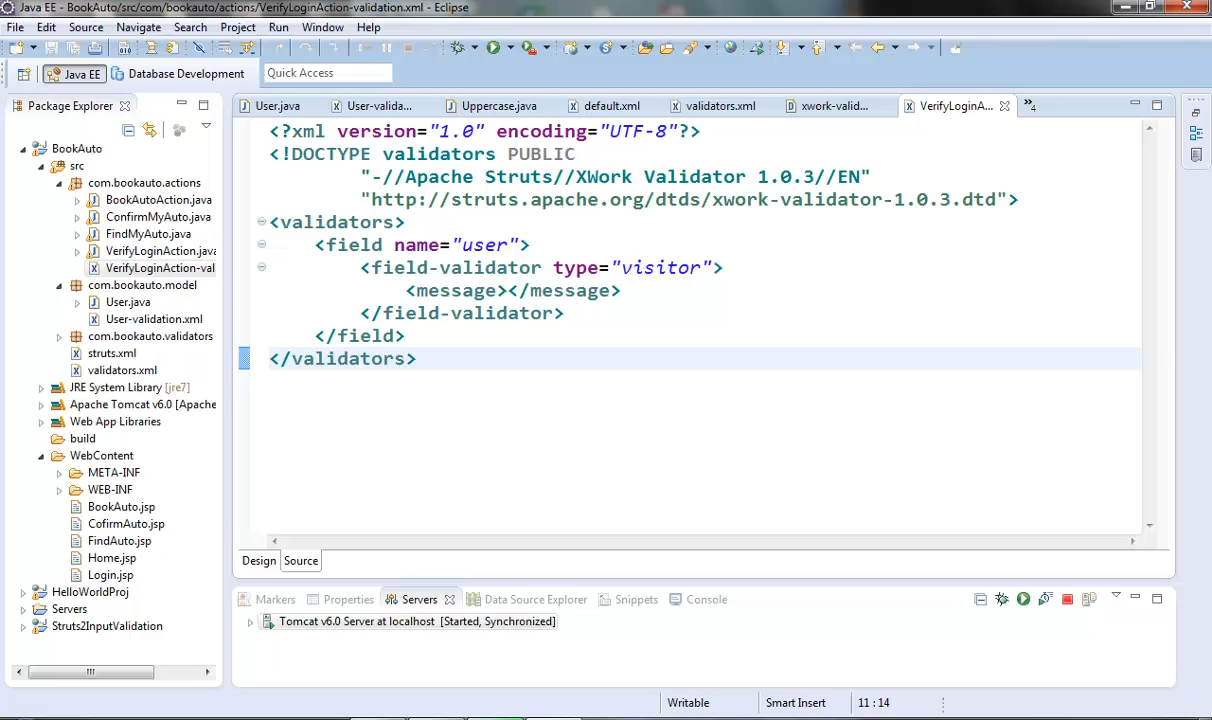 Java EE - BookAuto/src/com/bookauto/actions/VerifyLoginAction-validation.xml - Eclipse
File Edit Source Navigate Search Project Run Window Help
Java EE Database Development Quick Access
Package Explorer
BookAuto
src
com.bookauto.actions
BookAutoAction.java
ConfirmMyAuto.java
FindMyAuto.java
VerifyLoginAction.java
VerifyLoginAction-val
com.bookauto.model
User.java
User-validation.xml
com.bookauto.validators
struts.xml
validators.xml
JRE System Library [jre7]
Apache Tomcat v6.0 [Apache
Web App Libraries
build
WebContent
META-INF
WEB-INF
BookAuto.jsp
CofirmAuto.jsp
FindAuto.jsp
Home.jsp
Login.jsp
HelloWorldProj
Servers
Struts2InputValidation
User.java User-valida... Uppercase.java default.xml validators.xml xwork-valid... VerifyLoginA... »4
<?xml version="1.0" encoding="UTF-8"?>
<!DOCTYPE validators PUBLIC
"-//Apache Struts//XWork Validator 1.0.3//EN"
"http://struts.apache.org/dtds/xwork-validator-1.0.3.dtd">
<validators>
<field name="user">
<field-validator type="visitor">
<message></message>
</field-validator>
</field>
</validators>
Design Source
Markers Properties Servers Data Source Explorer Snippets Console
Tomcat v6.0 Server at localhost [Started, Synchronized]
Writable Smart Insert 11 : 14